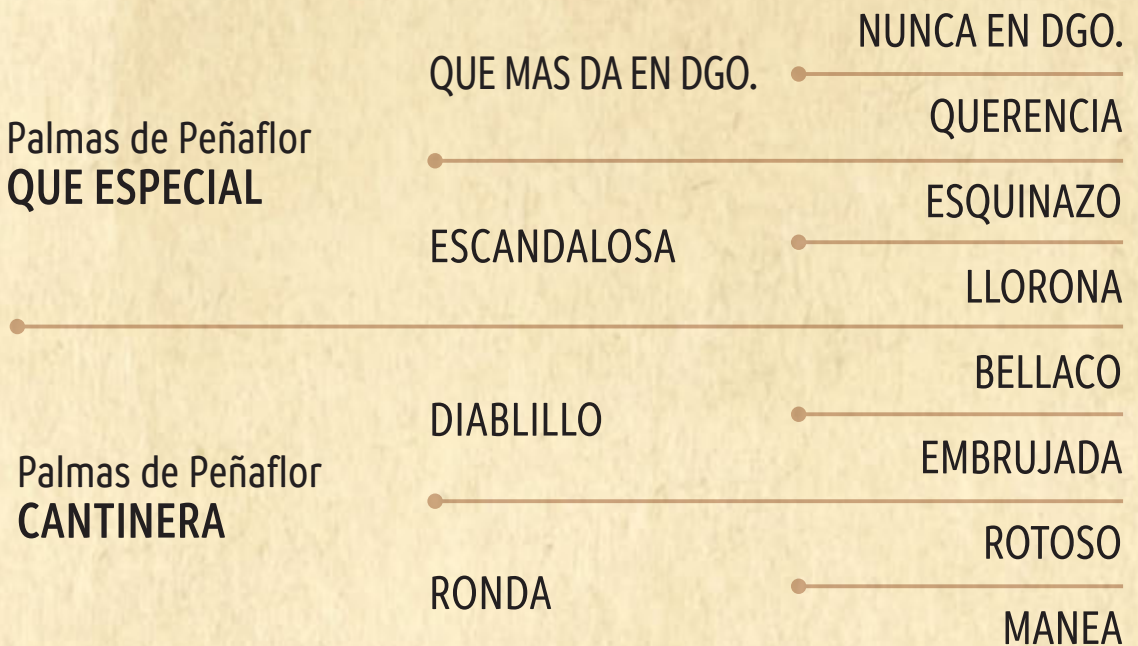 NUNCA EN DGO.
QUE MAS DA EN DGO.
QUERENCIA
Palmas de Peñaflor
QUE ESPECIAL
ESQUINAZO
ESCANDALOSA
LLORONA
BELLACO
DIABLILLO
EMBRUJADA
Palmas de Peñaflor
CANTINERA
ROTOSO
RONDA
MANEA